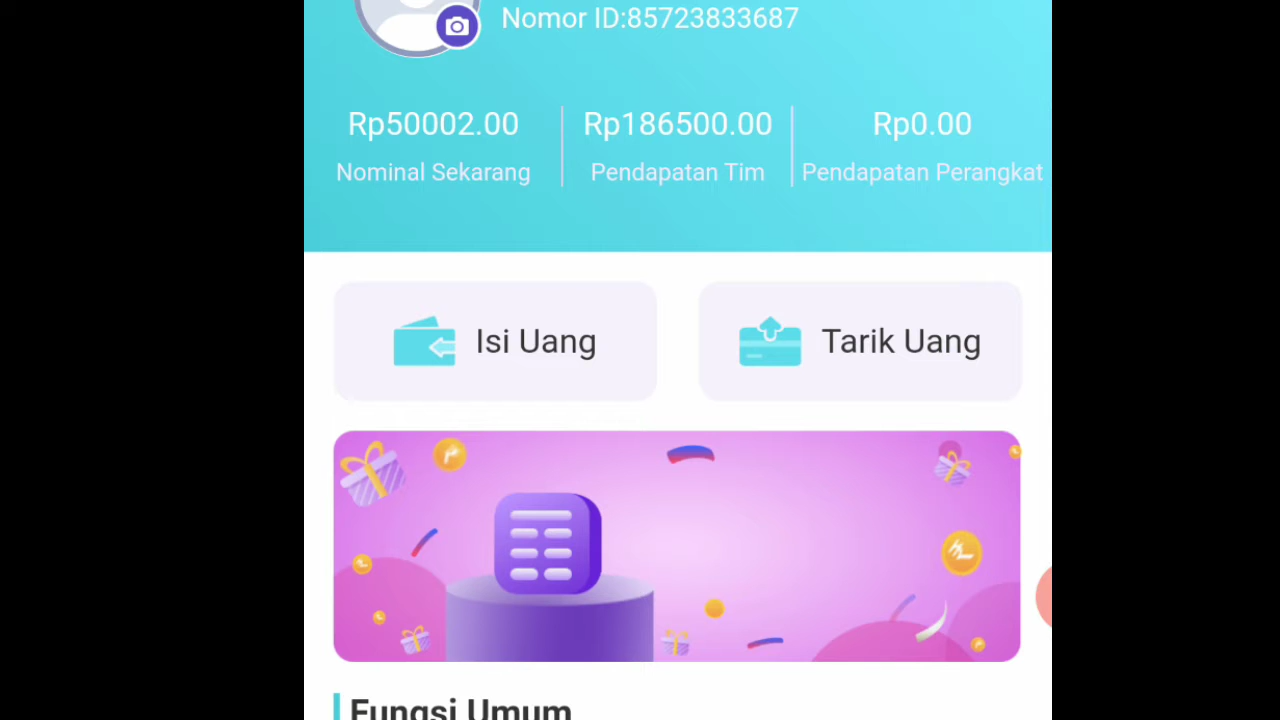 Nomor ID:85723833687
Rp50002.00 Rp186500.00 Rp0.00
Nominal Sekarang Pendapatan Tim Pendapatan Perangkat
Isi Uang Tarik Uang
Fungsi Umum